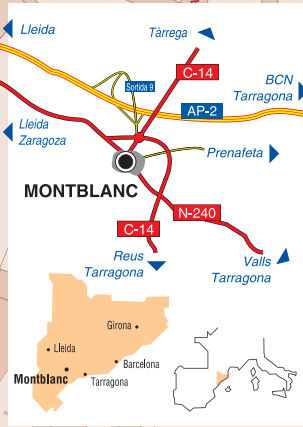 Lleida
Tàrrega
C-14
BCN
Tarragona
Sortida 9
AP-2
Lleida
Zaragoza
Prenafeta
MONTBLANC
N-240
C-14
Reus
Tarragona
Valls
Tarragona
Girona
Lleida
Barcelona
Montblanc
Tarragona